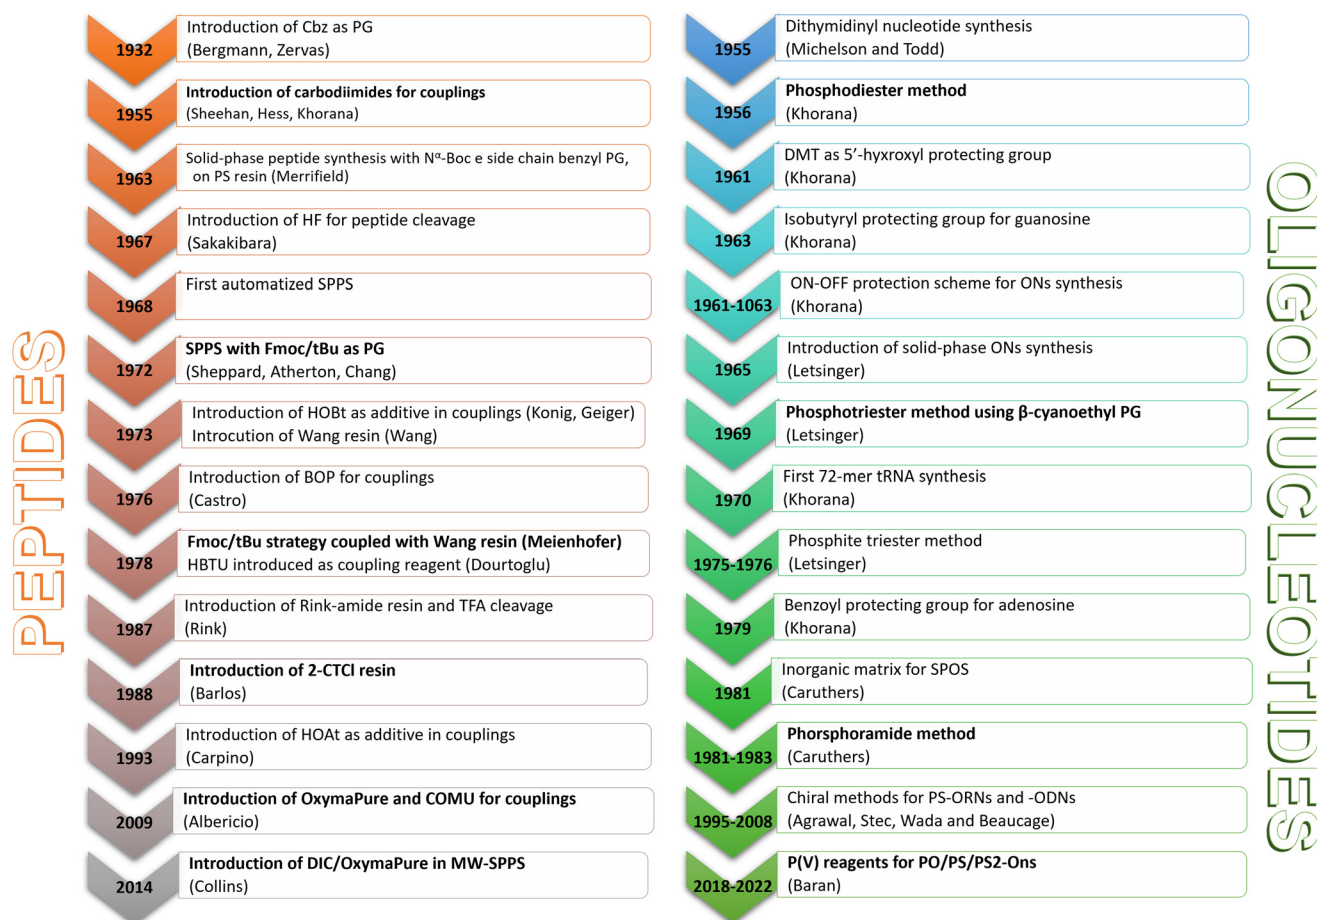 PEPTIDES
1932
Introduction of Cbz as PG
(Bergmann, Zervas)
1955
Introduction of carbodiimides for couplings
(Sheehan, Hess, Khorana)
1963
Solid-phase peptide synthesis with Nα-Boc e side chain benzyl PG,
on PS resin (Merrifield)
1967
Introduction of HF for peptide cleavage
(Sakakibara)
1968
First automatized SPPS
1972
SPPS with Fmoc/tBu as PG
(Sheppard, Atherton, Chang)
1973
Introduction of HOBt as additive in couplings (Konig, Geiger)
Introcution of Wang resin (Wang)
1976
Introduction of BOP for couplings
(Castro)
1978
Fmoc/tBu strategy coupled with Wang resin (Meienhofer)
HBTU introduced as coupling reagent (Dourtoglu)
1987
Introduction of Rink-amide resin and TFA cleavage
(Rink)
1988
Introduction of 2-CTCl resin
(Barlos)
1993
Introduction of HOAt as additive in couplings
(Carpino)
2009
Introduction of OxymaPure and COMU for couplings
(Albericio)
2014
Introduction of DIC/OxymaPure in MW-SPPS
(Collins)
1955
Dithymidinyl nucleotide synthesis
(Michelson and Todd)
1956
Phosphodiester method
(Khorana)
1961
DMT as 5’-hyxroxyl protecting group
(Khorana)
1963
Isobutyryl protecting group for guanosine
(Khorana)
1961-1063
ON-OFF protection scheme for ONs synthesis
(Khorana)
1965
Introduction of solid-phase ONs synthesis
(Letsinger)
1969
Phosphotriester method using β-cyanoethyl PG
(Letsinger)
1970
First 72-mer tRNA synthesis
(Khorana)
1975-1976
Phosphite triester method
(Letsinger)
1979
Benzoyl protecting group for adenosine
(Khorana)
1981
Inorganic matrix for SPOS
(Caruthers)
1981-1983
Phorsphoramide method
(Caruthers)
1995-2008
Chiral methods for PS-ORNs and -ODNs
(Agrawal, Stec, Wada and Beaucage)
2018-2022
P(V) reagents for PO/PS/PS2-Ons
(Baran)
OLIGONUCLEOTIDES